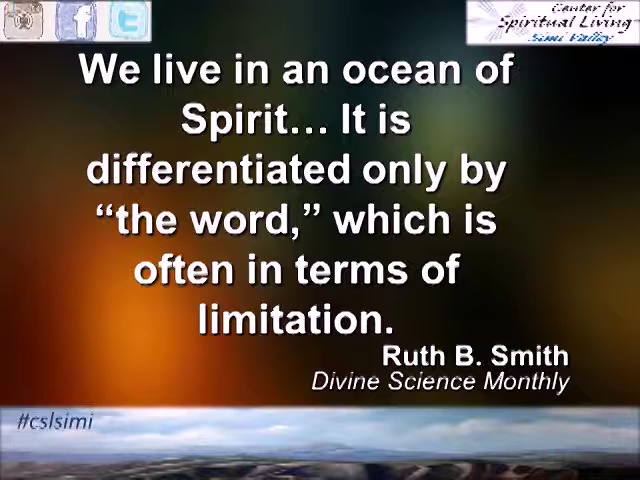 Center for
Spiritual Living
Simi Valley
We live in an ocean of
Spirit... It is
differentiated only by
“the word,” which is
often in terms of
limitation.
Ruth B. Smith
Divine Science Monthly
#cslsimi